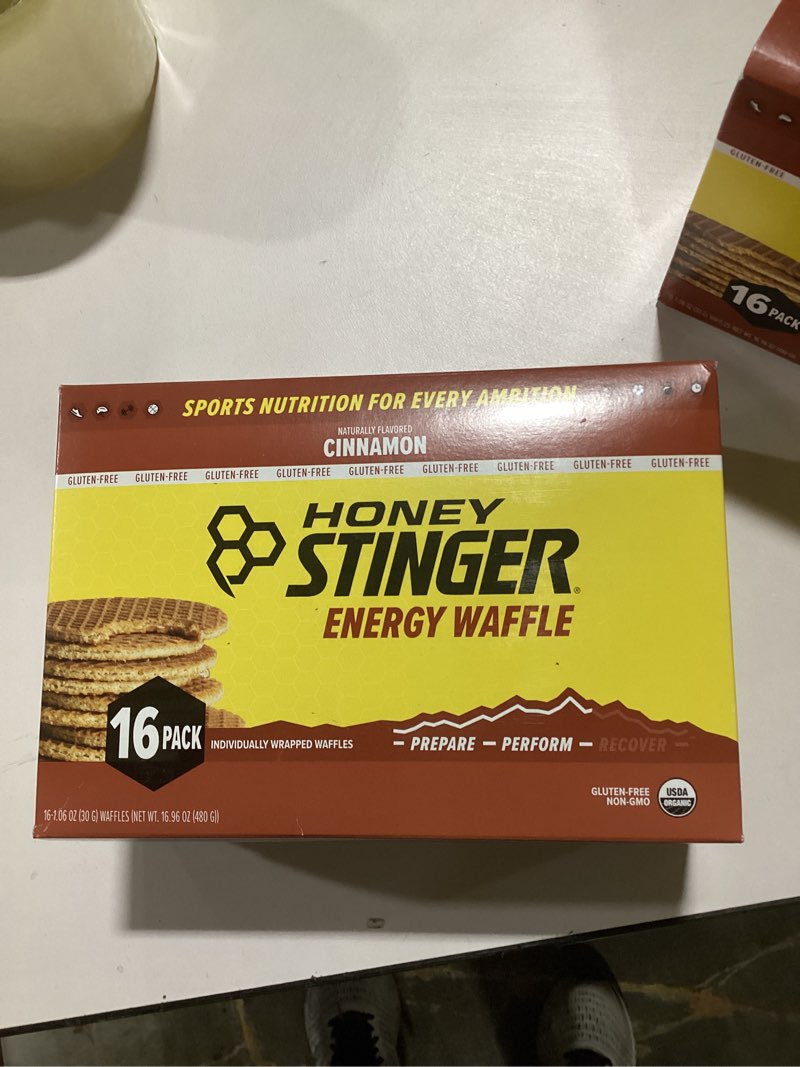 SPORTS NUTRITION FOR EVERY AMBITION
NATURALLY FLAVORED
CINNAMON
GLUTEN-FREE GLUTEN-FREE GLUTEN-FREE GLUTEN-FREE GLUTEN-FREE GLUTEN-FREE GLUTEN-FREE GLUTEN-FREE GLUTEN-FREE
HONEY
STINGER®
ENERGY WAFFLE
16 PACK
INDIVIDUALLY WRAPPED WAFFLES
– PREPARE – PERFORM – RECOVER –
GLUTEN-FREE
NON-GMO
USDA
ORGANIC
16-1.06 OZ (30 G) WAFFLES (NET WT. 16.96 OZ (480 G))
GLUTEN-FREE
16 PACK